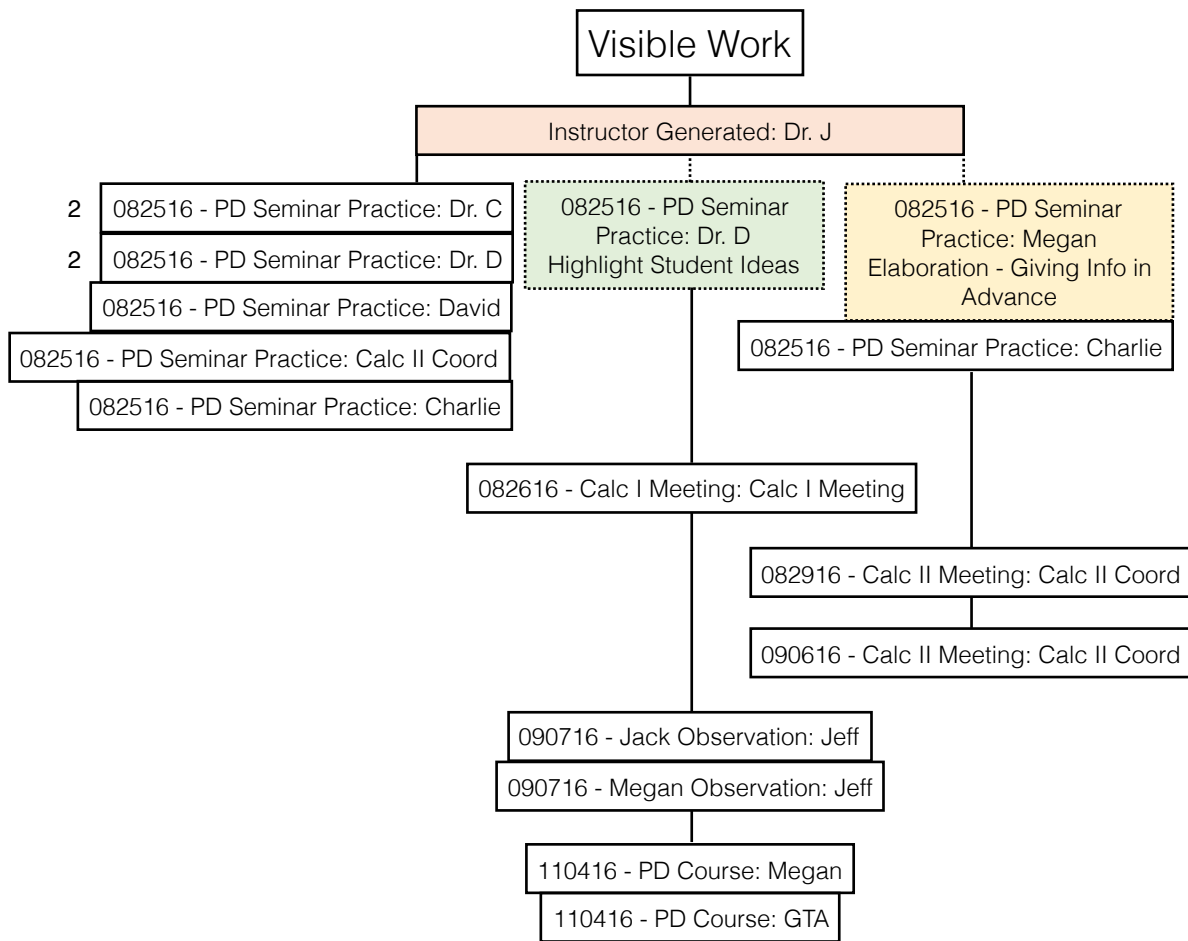 Visible Work
Instructor Generated: Dr. J
2 082516 - PD Seminar Practice: Dr. C
2 082516 - PD Seminar Practice: Dr. D
082516 - PD Seminar Practice: David
082516 - PD Seminar Practice: Calc II Coord
082516 - PD Seminar Practice: Charlie
082516 - PD Seminar
Practice: Dr. D
Highlight Student Ideas
082516 - PD Seminar
Practice: Megan
Elaboration - Giving Info in
Advance
082516 - PD Seminar Practice: Charlie
082616 - Calc I Meeting: Calc I Meeting
082916 - Calc II Meeting: Calc II Coord
090616 - Calc II Meeting: Calc II Coord
090716 - Jack Observation: Jeff
090716 - Megan Observation: Jeff
110416 - PD Course: Megan
110416 - PD Course: GTA